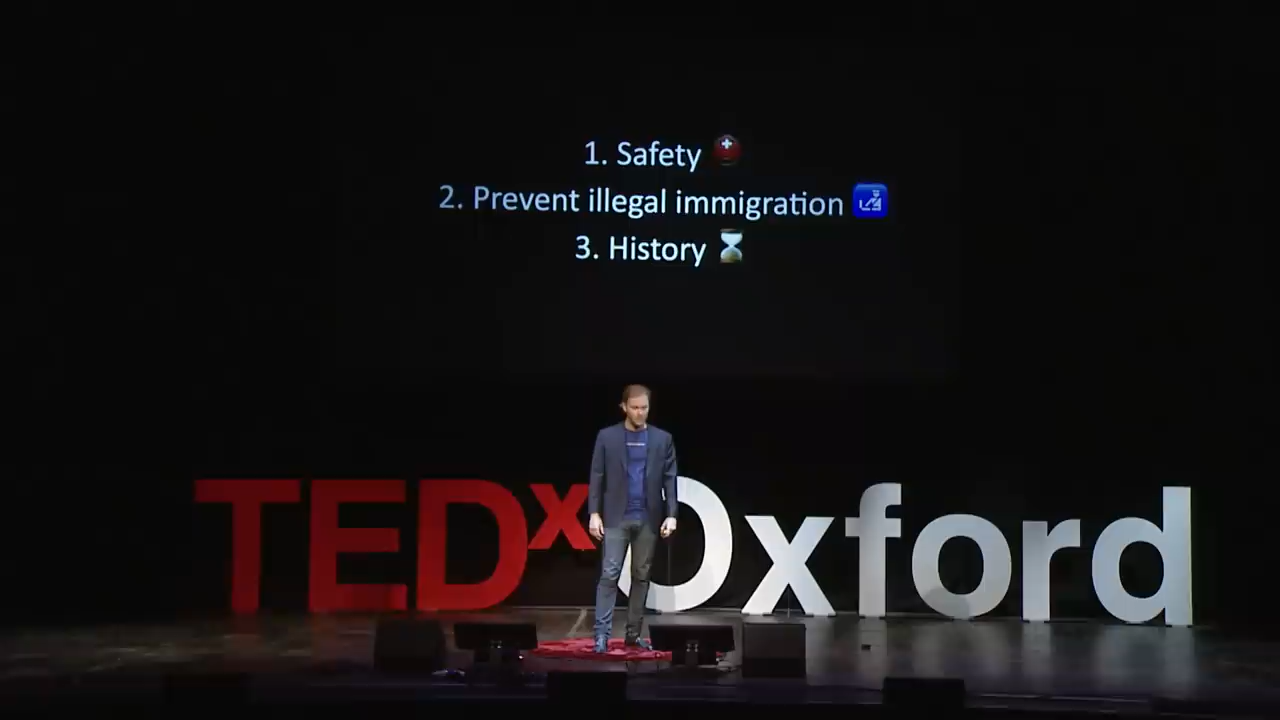 1. Safety
2. Prevent illegal immigration
3. History
TEDxOxford